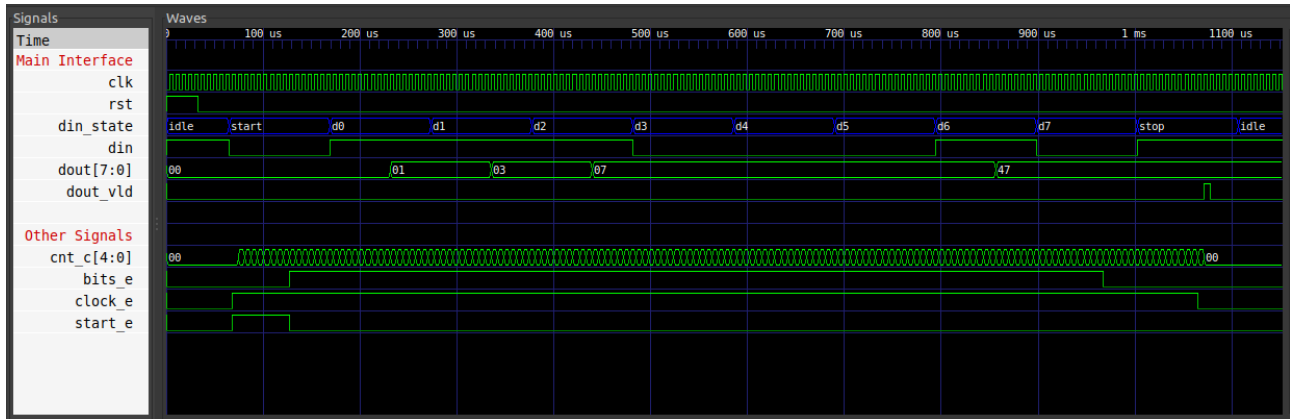 Signals Waves
Time 0 100 us 200 us 300 us 400 us 500 us 600 us 700 us 800 us 900 us 1 ms 1100 us
Main Interface
clk
rst
din_state idle start d0 d1 d2 d3 d4 d5 d6 d7 stop idle
din
dout[7:0] 00 01 03 07 47
dout_vld
Other Signals
cnt_c[4:0] 00 00
bits_e
clock_e
start_e